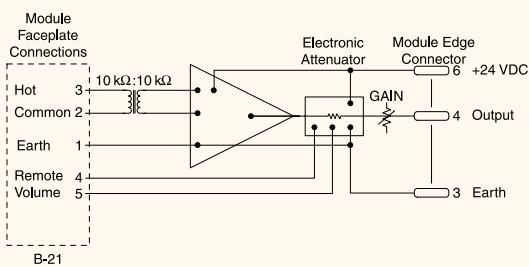 Module
Faceplate
Connections
Electronic
Attenuator
Module Edge
Connector
10 kΩ:10 kΩ
6 +24 VDC
Hot 3
GAIN
Common 2
4 Output
Earth 1
Remote 4
Volume 5
3 Earth
B-21